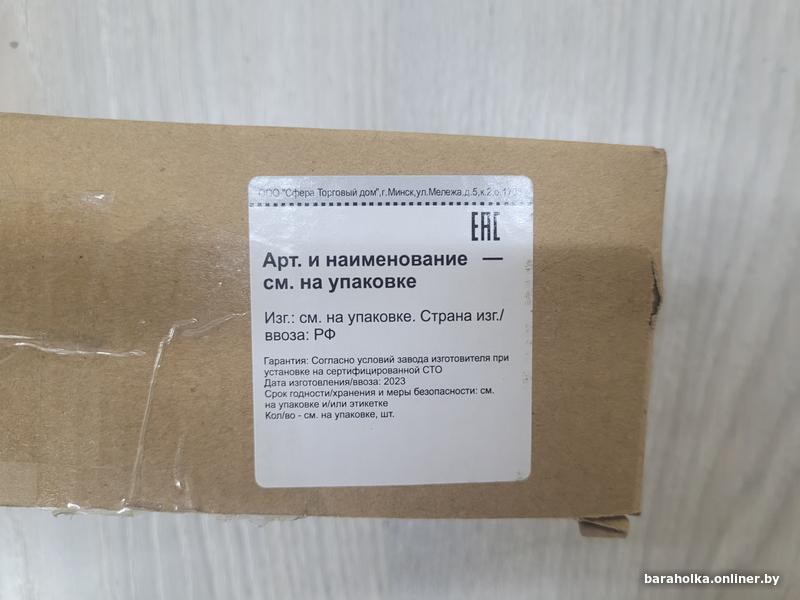 ООО "Сфера Торговый дом",г.Минск,ул.Мележа,д.5,к.2,о.1703
EAC
Арт. и наименование —
см. на упаковке
Изг.: см. на упаковке. Страна изг./
ввоза: РФ
Гарантия: Согласно условий завода изготовителя при
установке на сертифицированной СТО
Дата изготовления/ввоза: 2023
Срок годности/хранения и меры безопасности: см.
на упаковке и/или этикетке
Кол/во - см. на упаковке, шт.
baraholka.onliner.by